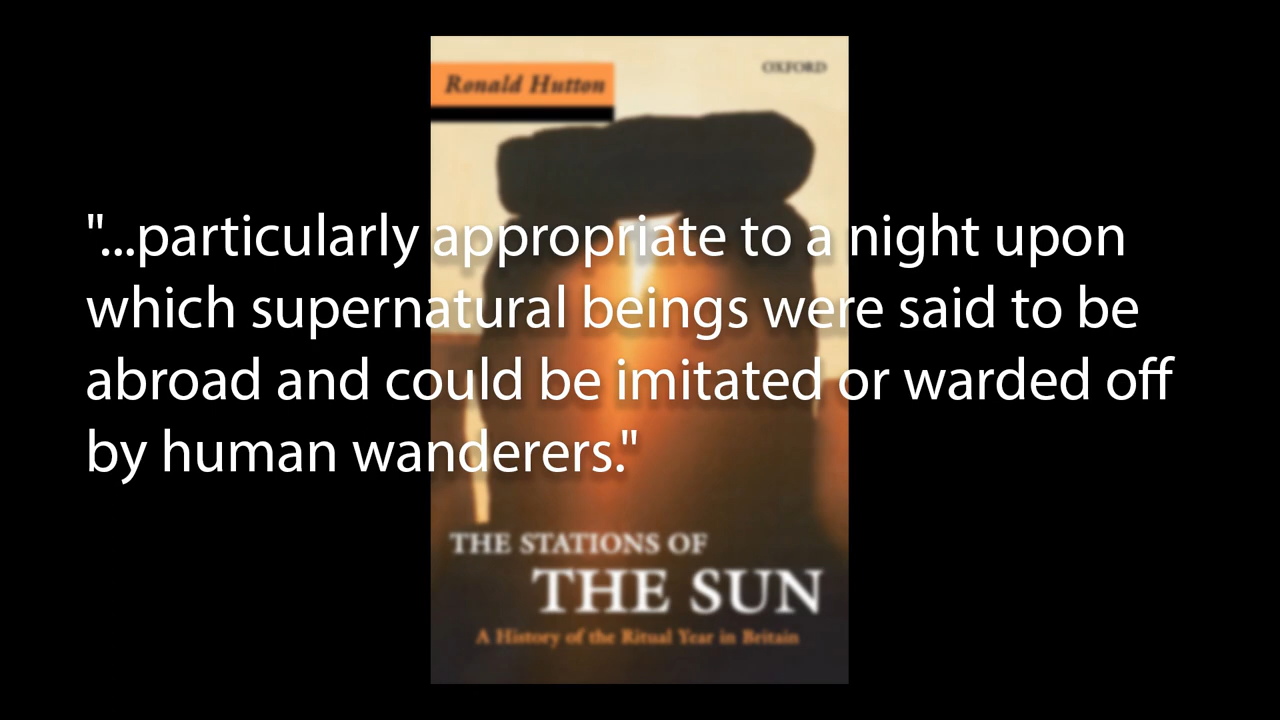 Ronald Hutton
OXFORD
"...particularly appropriate to a night upon
which supernatural beings were said to be
abroad and could be imitated or warded off
by human wanderers."
THE STATIONS OF
THE SUN
A History of the Ritual Year in Britain